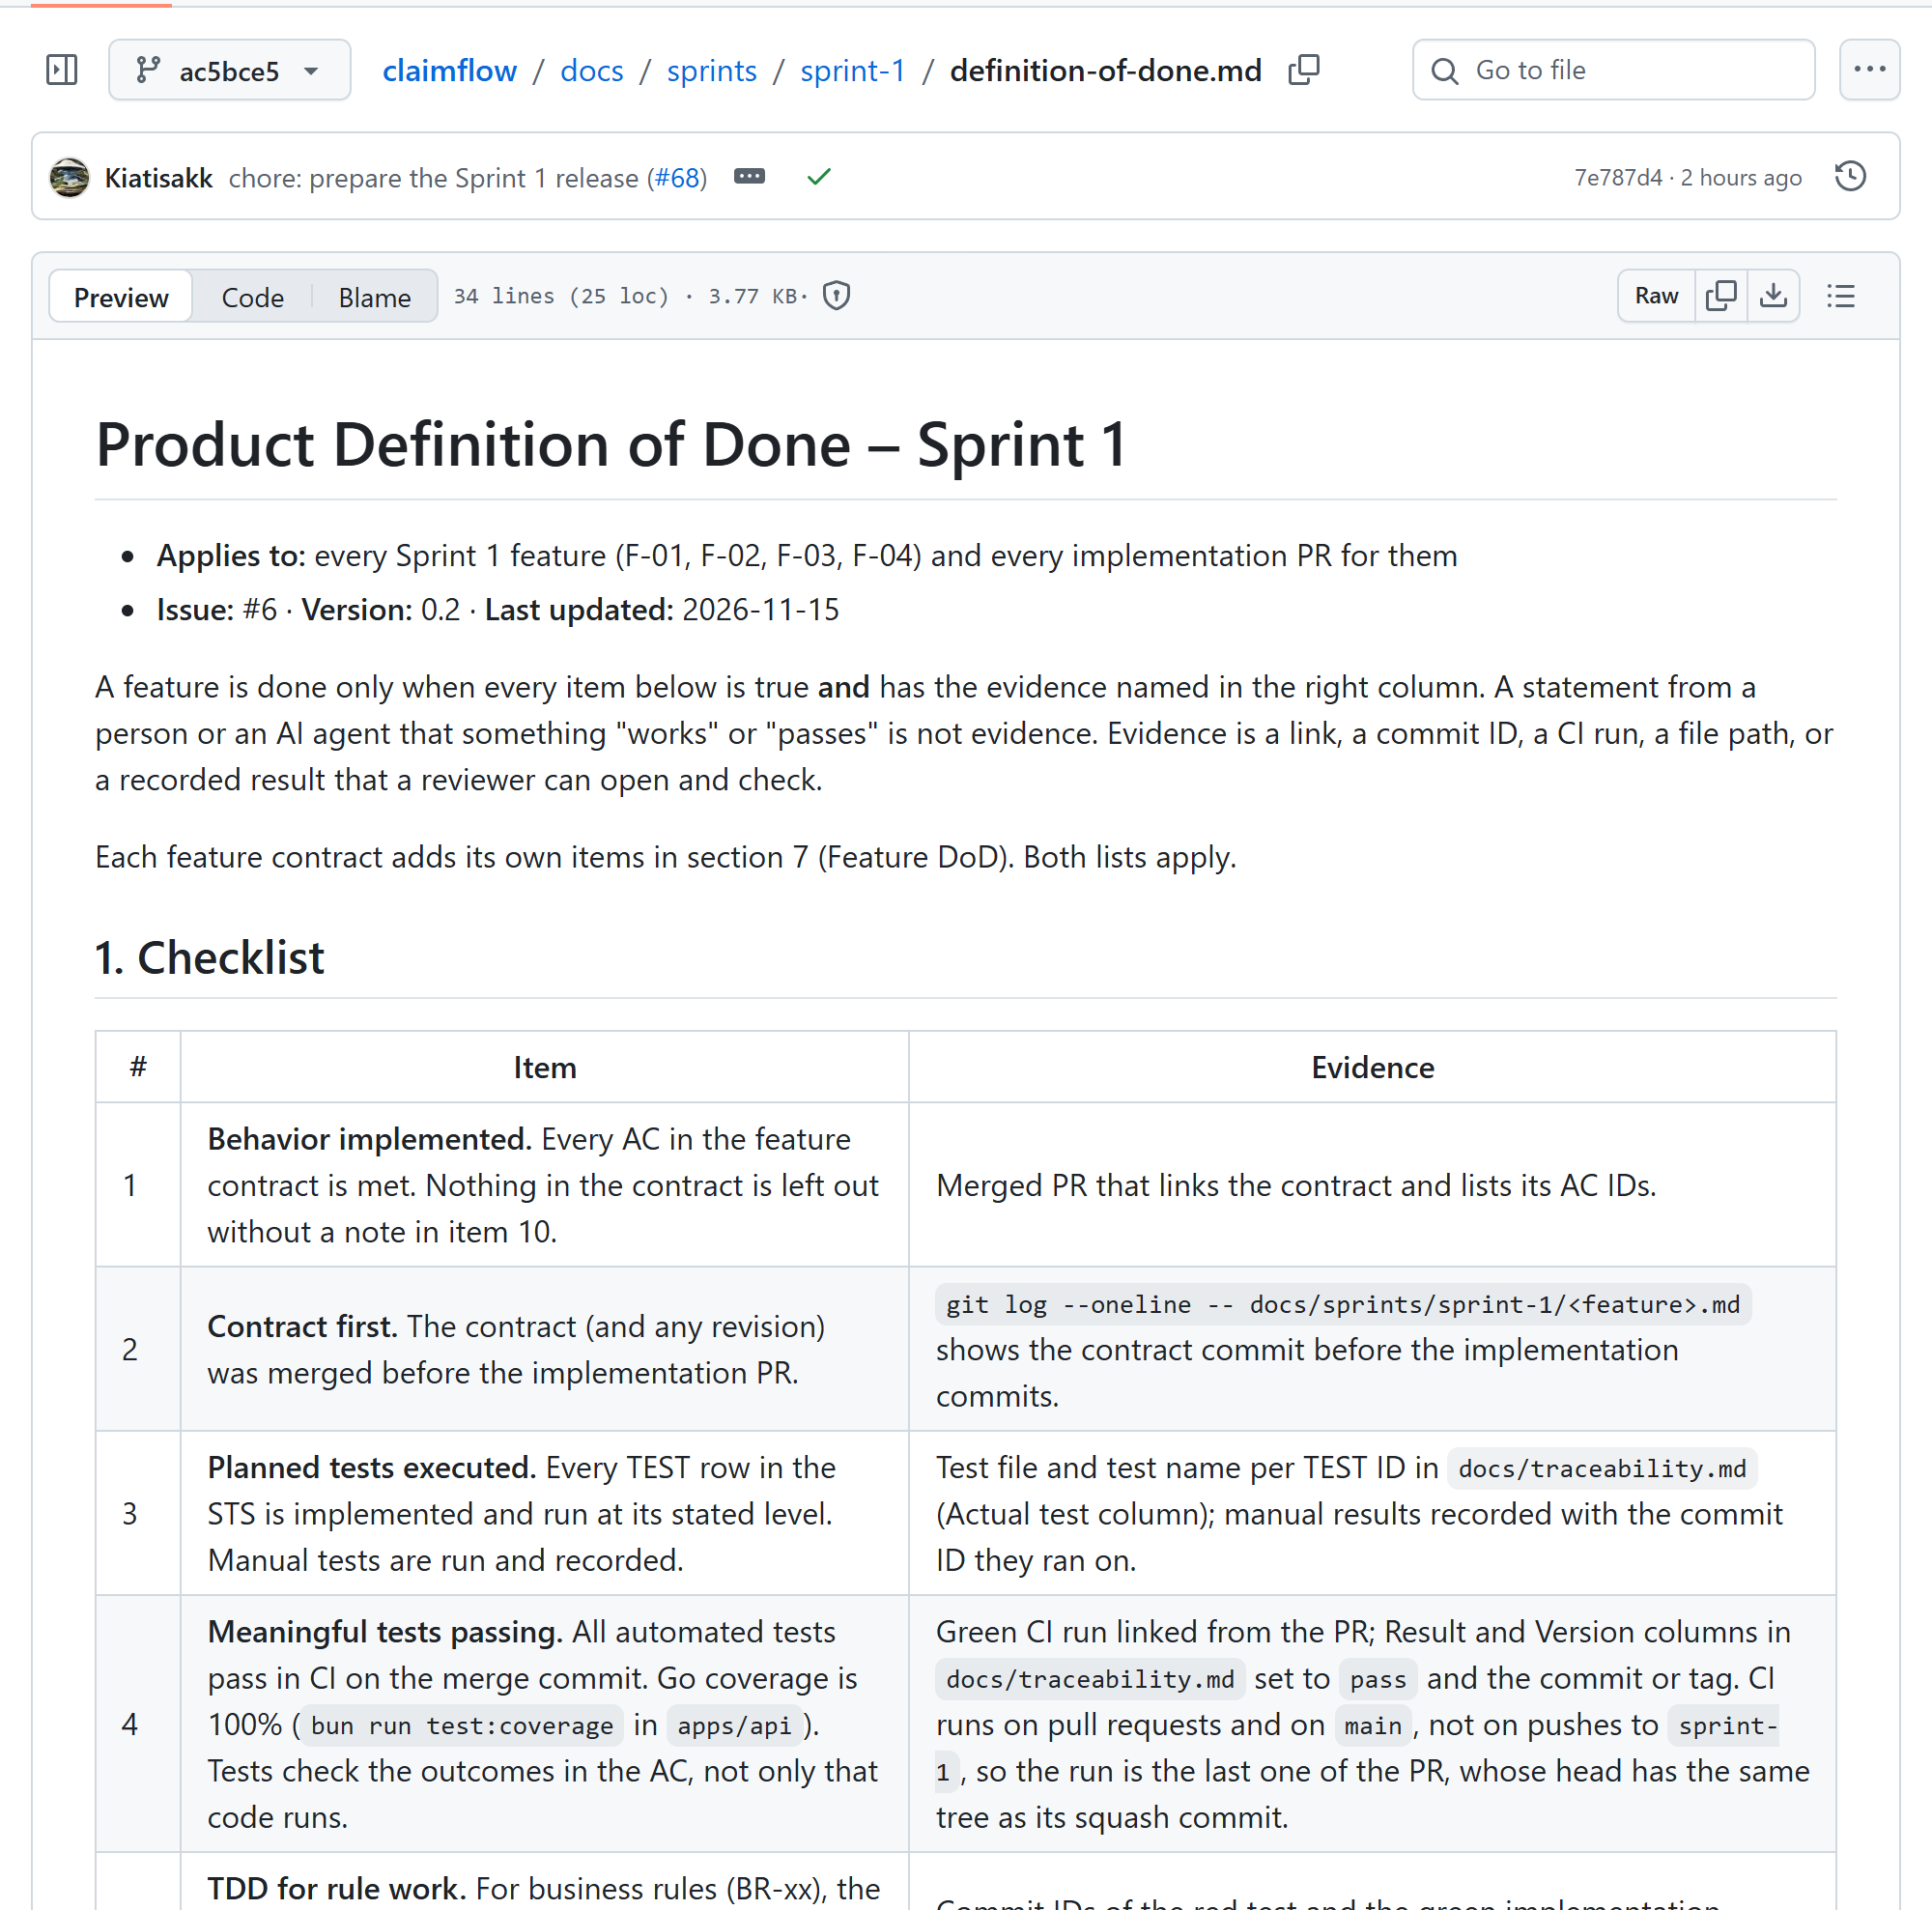 ac5bce5
claimflow / docs / sprints / sprint-1 / definition-of-done.md
Go to file
Kiatisakk chore: prepare the Sprint 1 release (#68)
7e787d4 · 2 hours ago
Preview Code Blame 34 lines (25 loc) · 3.77 KB·
Raw
Product Definition of Done – Sprint 1
• Applies to: every Sprint 1 feature (F-01, F-02, F-03, F-04) and every implementation PR for them
• Issue: #6 · Version: 0.2 · Last updated: 2026-11-15
A feature is done only when every item below is true and has the evidence named in the right column. A statement from a
person or an AI agent that something "works" or "passes" is not evidence. Evidence is a link, a commit ID, a CI run, a file path, or
a recorded result that a reviewer can open and check.
Each feature contract adds its own items in section 7 (Feature DoD). Both lists apply.
1. Checklist
# Item Evidence
1
Behavior implemented. Every AC in the feature
contract is met. Nothing in the contract is left out
without a note in item 10.
Merged PR that links the contract and lists its AC IDs.
2
Contract first. The contract (and any revision)
was merged before the implementation PR.
git log --oneline -- docs/sprints/sprint-1/<feature>.md
shows the contract commit before the implementation
commits.
3
Planned tests executed. Every TEST row in the
STS is implemented and run at its stated level.
Manual tests are run and recorded.
Test file and test name per TEST ID in docs/traceability.md
(Actual test column); manual results recorded with the commit
ID they ran on.
4
Meaningful tests passing. All automated tests
pass in CI on the merge commit. Go coverage is
100% ( bun run test:coverage in apps/api ).
Tests check the outcomes in the AC, not only that
code runs.
Green CI run linked from the PR; Result and Version columns in
docs/traceability.md set to pass and the commit or tag. CI
runs on pull requests and on main , not on pushes to sprint-
1 , so the run is the last one of the PR, whose head has the same
tree as its squash commit.
TDD for rule work. For business rules (BR-xx), the
Commit IDs of the red test and the green implementation